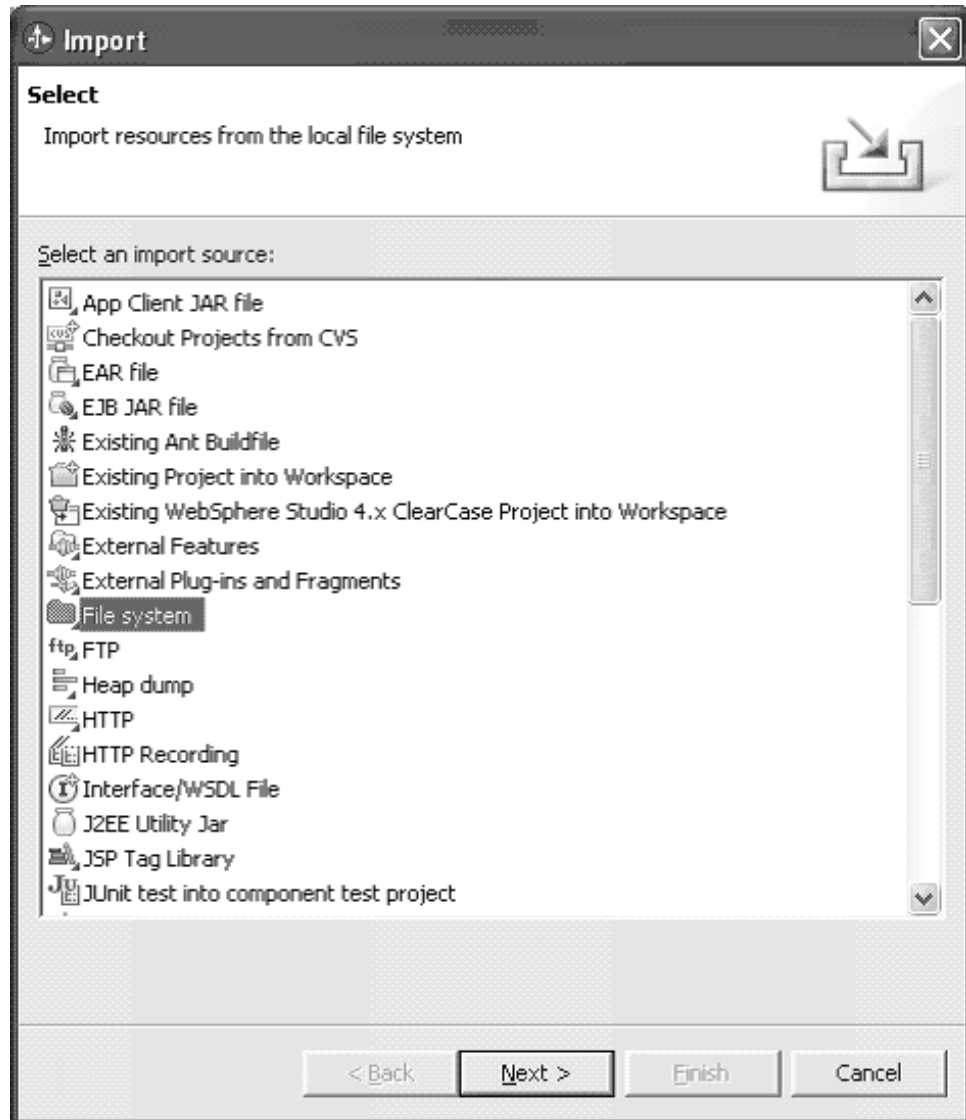 Import
Select
Import resources from the local file system
Select an import source:
App Client JAR file
Checkout Projects from CVS
EAR file
EJB JAR file
Existing Ant Buildfile
Existing Project into Workspace
Existing WebSphere Studio 4.x ClearCase Project into Workspace
External Features
External Plug-ins and Fragments
File system
FTP
Heap dump
HTTP
HTTP Recording
Interface/WSDL File
J2EE Utility Jar
JSP Tag Library
JUnit test into component test project
< Back Next > Finish Cancel